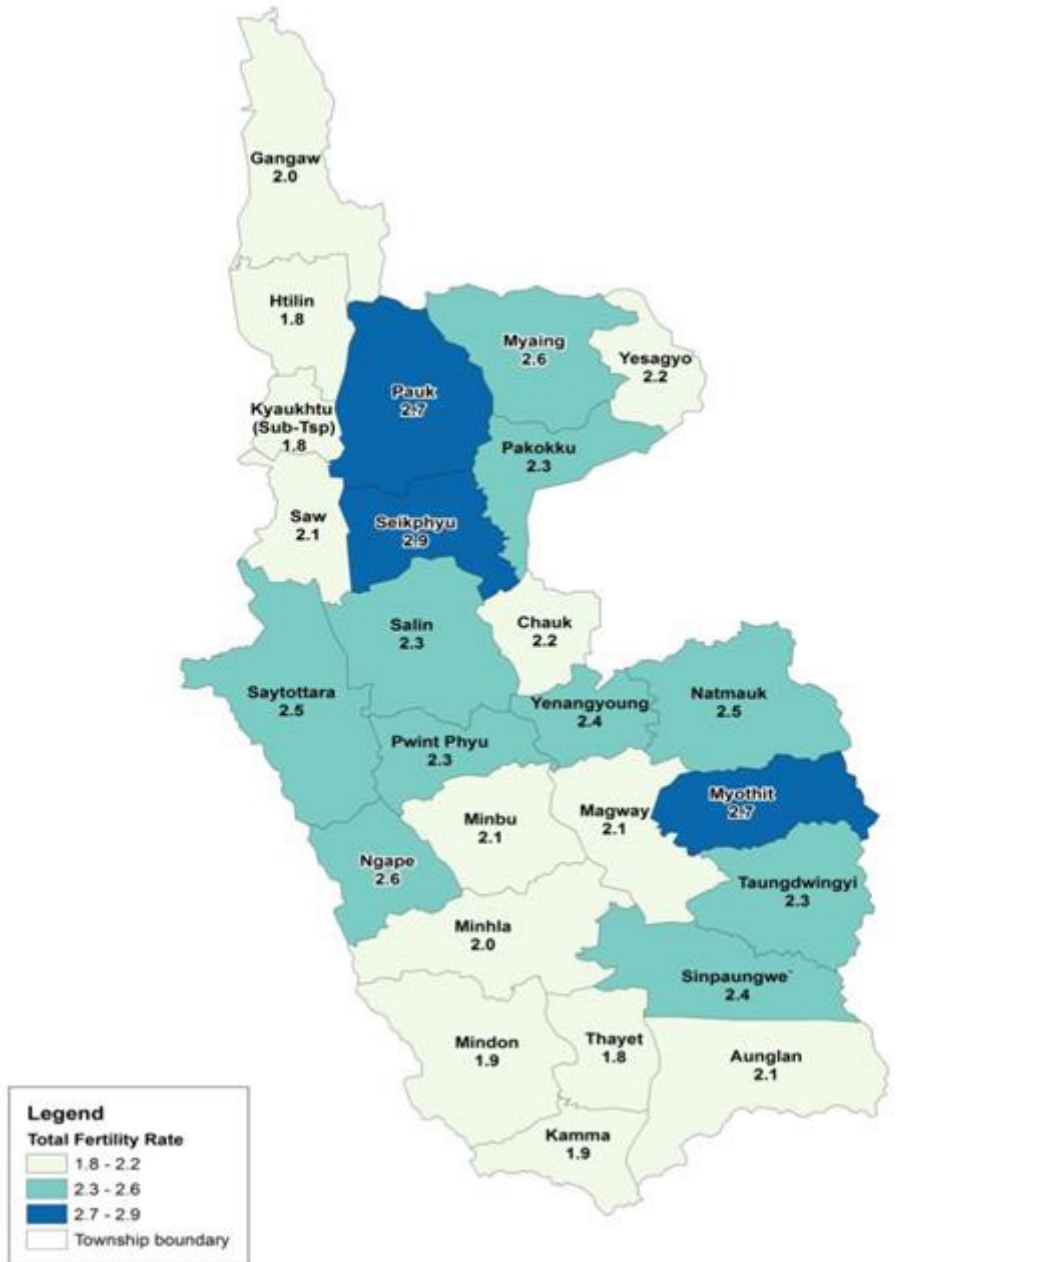 Gangaw
2.0
Htilin
1.8
Myaing
2.6
Yesagyo
2.2
Pauk
2.7
Kyaukhtu
(Sub-Tsp)
1.8
Pakokku
2.3
Saw
2.1
Seikphyu
2.9
Salin
2.3
Chauk
2.2
Saytottara
2.5
Yenangyoung
2.4
Natmauk
2.5
Pwint Phyu
2.3
Minbu
2.1
Magway
2.1
Myothit
2.7
Ngape
2.6
Taungdwingyi
2.3
Minhla
2.0
Sinpaungwe`
2.4
Mindon
1.9
Thayet
1.8
Aunglan
2.1
Kamma
1.9
Legend
Total Fertility Rate
1.8 - 2.2
2.3 - 2.6
2.7 - 2.9
Township boundary